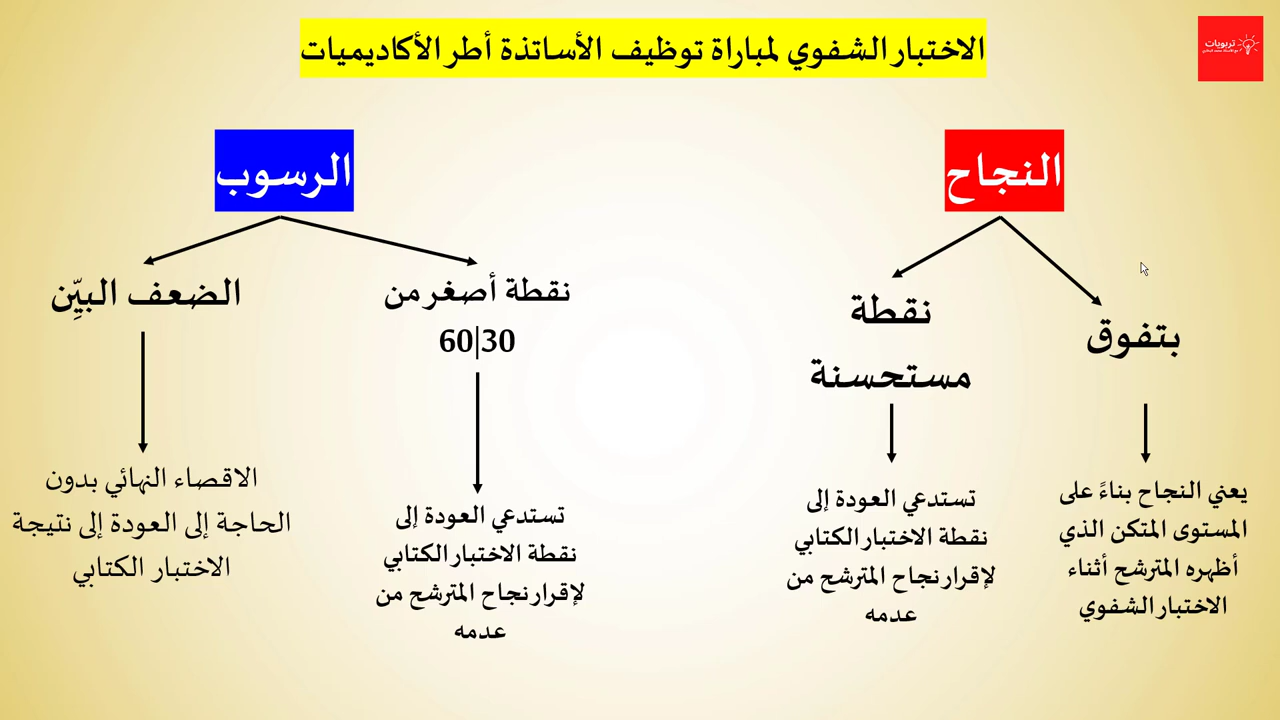 الاختبار الشفوي لمباراة توظيف الأساتذة أطر الأكاديميات
تربويات
النجاح
بتفوق
يعني النجاح بناءً على
المستوى المتكن الذي
أظهره المترشح أثناء
الاختبار الشفوي
نقطة
مستحسنة
تستدعي العودة إلى
نقطة الاختبار الكتابي
لإقرار نجاح المترشح من
عدمه
الرسوب
نقطة أصغر من
60|30
تستدعي العودة إلى
نقطة الاختبار الكتابي
لإقرار نجاح المترشح من
عدمه
الضعف البيِّن
الاقصاء النهائي بدون
الحاجة إلى العودة إلى نتيجة
الاختبار الكتابي